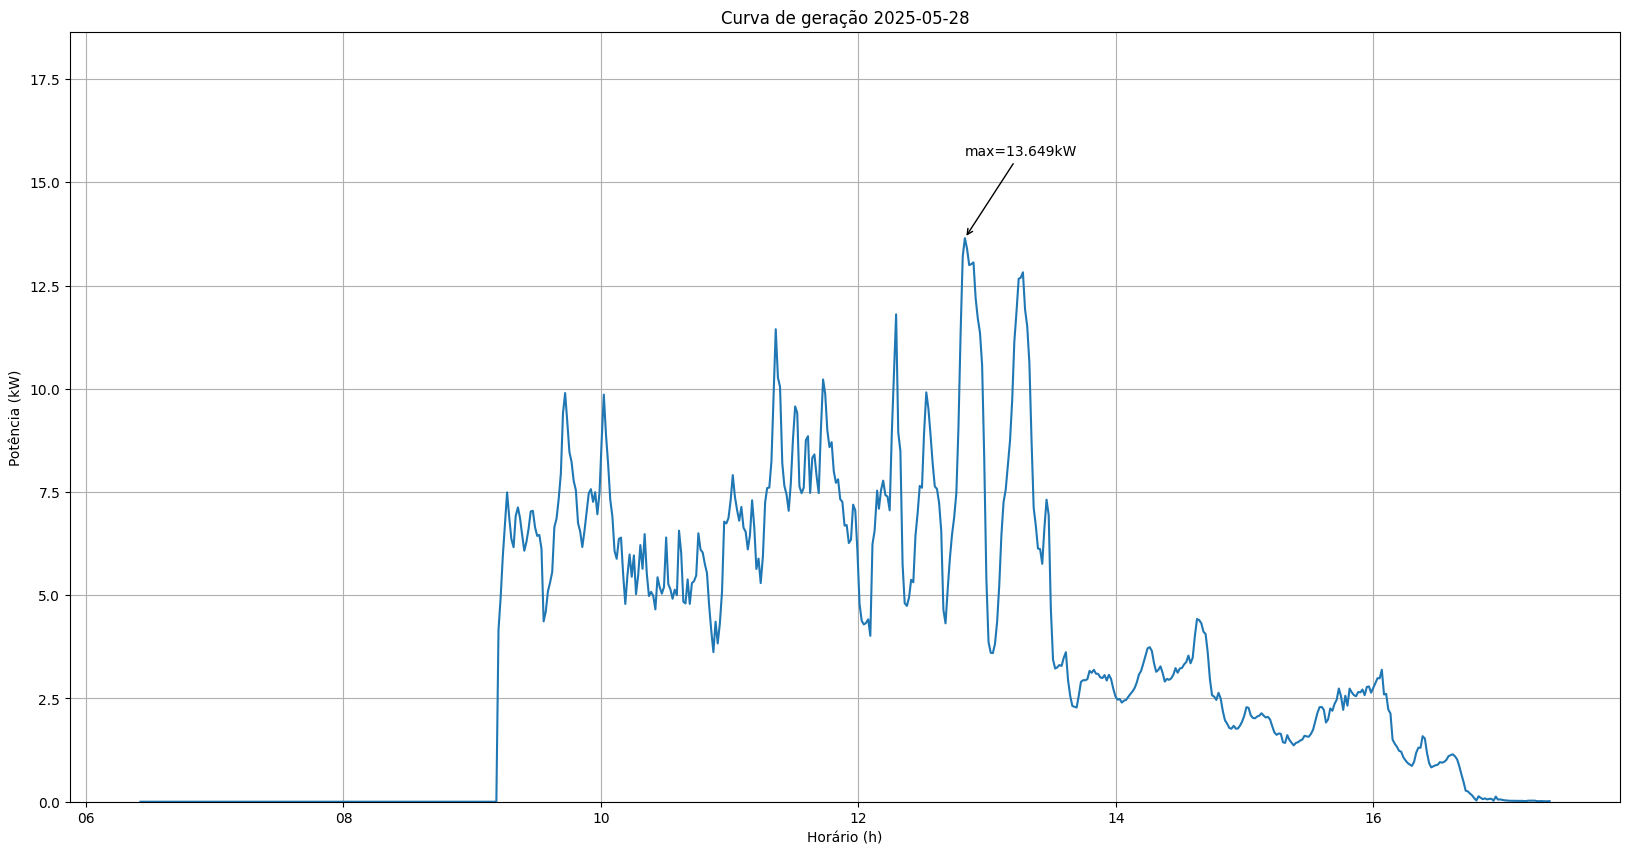 Curva de geração 2025-05-28
17.5
15.0
12.5
10.0
7.5
5.0
2.5
0.0
Potência (kW)
max=13.649kW
06 08 10 12 14 16
Horário (h)